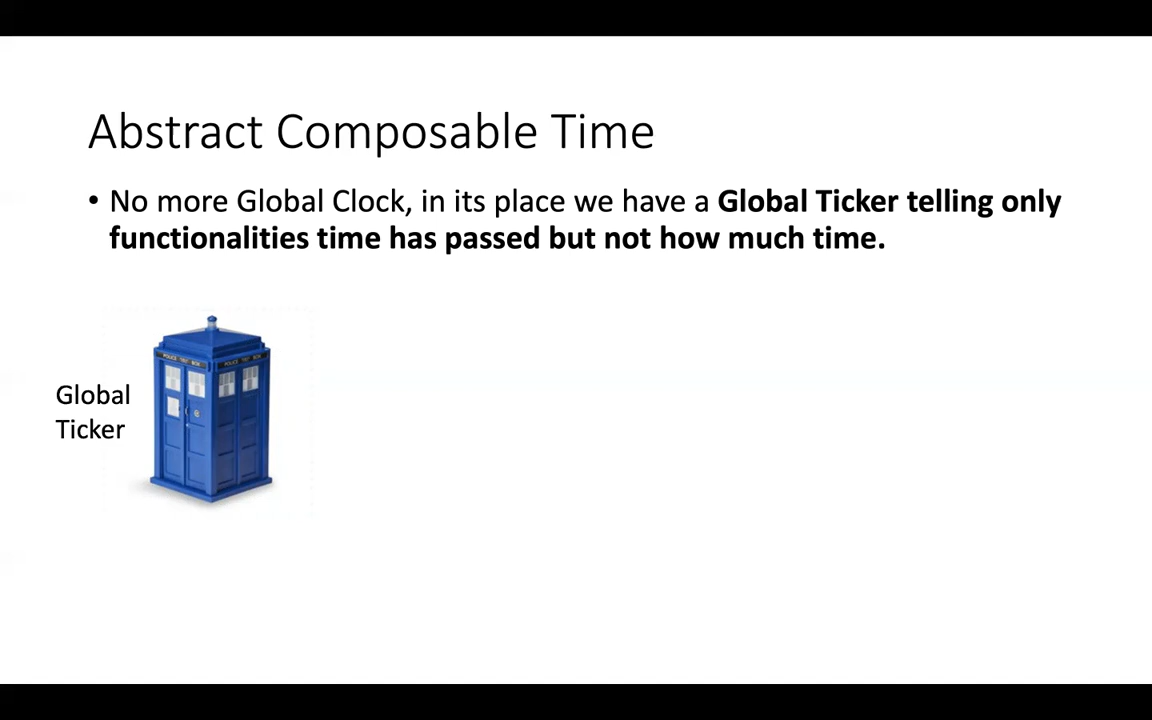 Abstract Composable Time
• No more Global Clock, in its place we have a Global Ticker telling only
functionalities time has passed but not how much time.
Global
Ticker